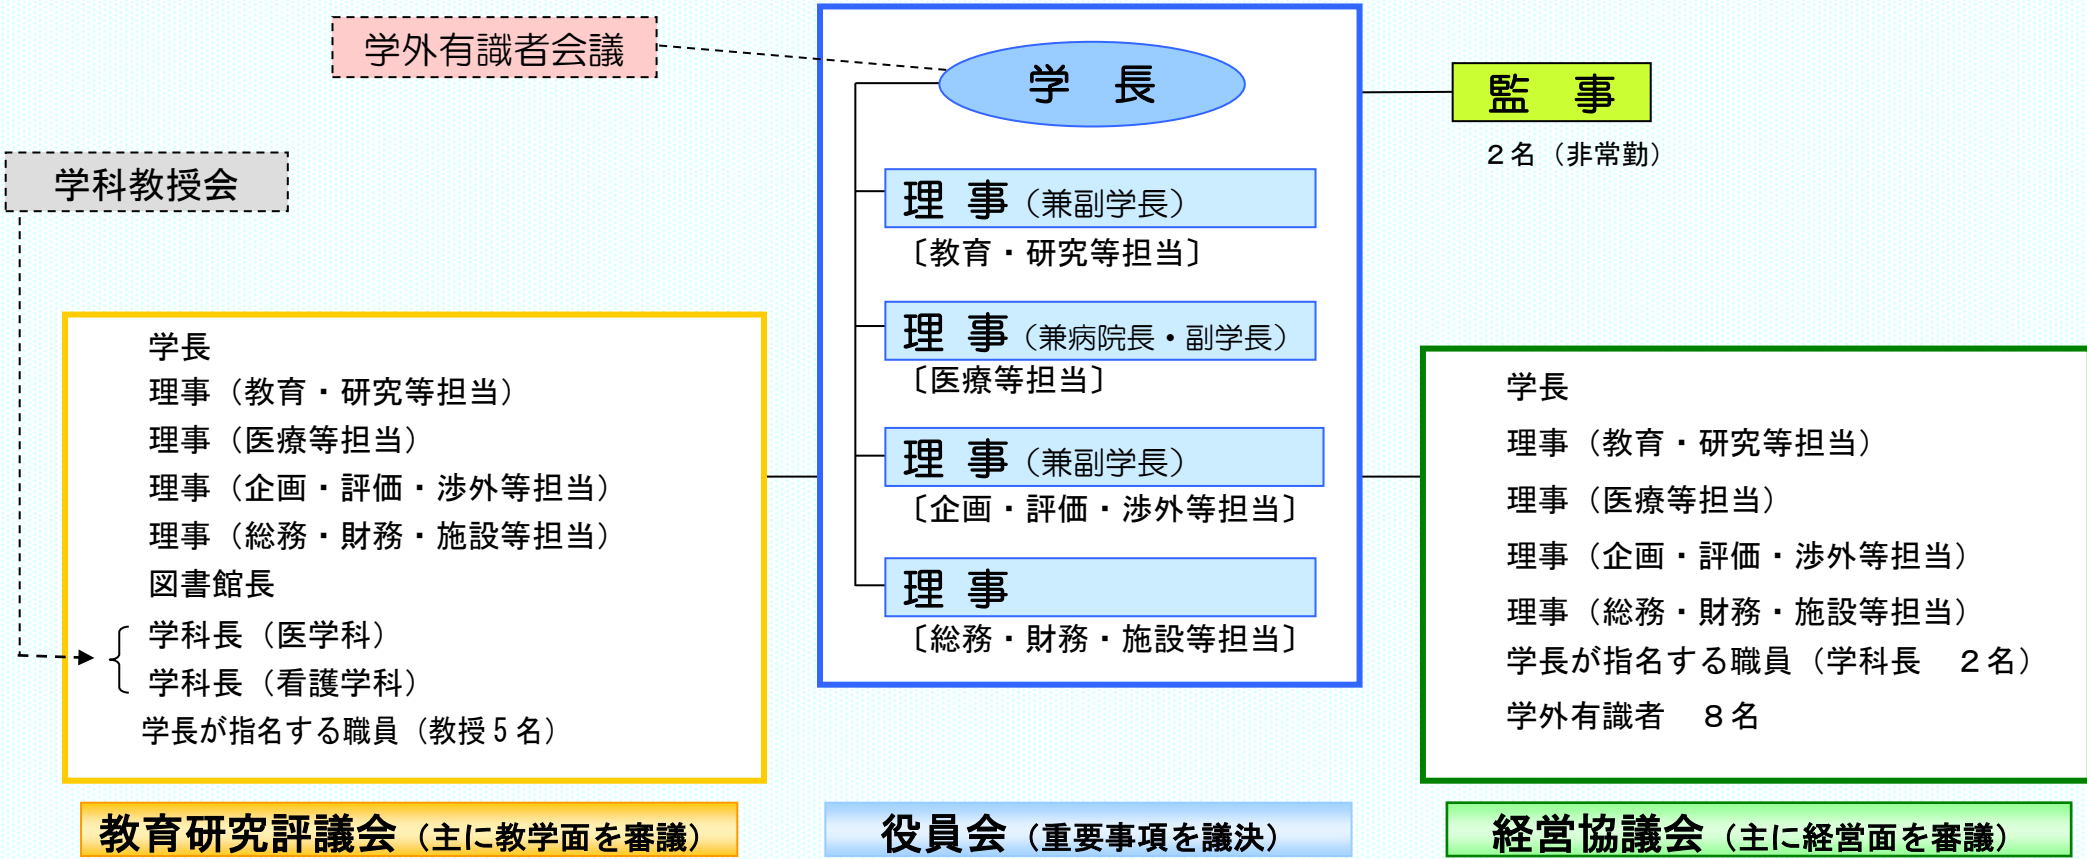 学外有識者会議
学　長
監　事
２名（非常勤）
学科教授会
理 事（兼副学長）
〔教育・研究等担当〕
理 事（兼病院長・副学長）
〔医療等担当〕
理 事（兼副学長）
〔企画・評価・渉外等担当〕
理 事
〔総務・財務・施設等担当〕
学長
理事（教育・研究等担当）
理事（医療等担当）
理事（企画・評価・渉外等担当）
理事（総務・財務・施設等担当）
図書館長
学科長（医学科）
学科長（看護学科）
学長が指名する職員（教授５名）
学長
理事（教育・研究等担当）
理事（医療等担当）
理事（企画・評価・渉外等担当）
理事（総務・財務・施設等担当）
学長が指名する職員（学科長　２名）
学外有識者　８名
教育研究評議会（主に教学面を審議）
役員会（重要事項を議決）
経営協議会（主に経営面を審議）